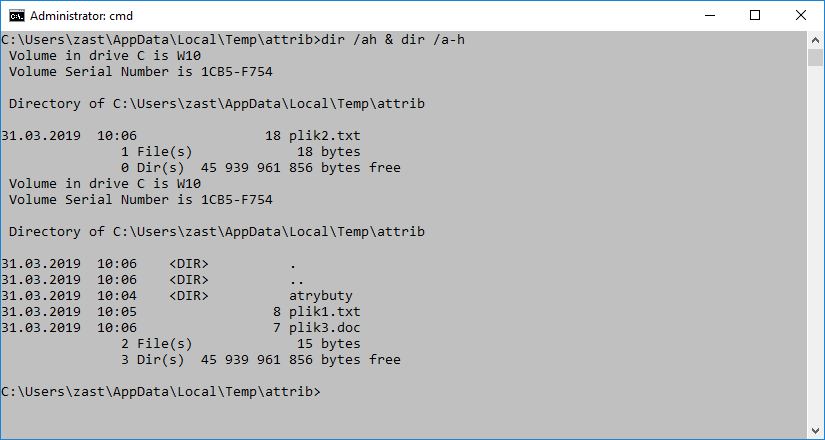 Administrator: cmd
C:\Users\zast\AppData\Local\Temp\attrib>dir /ah & dir /a-h
 Volume in drive C is W10
 Volume Serial Number is 1CB5-F754

 Directory of C:\Users\zast\AppData\Local\Temp\attrib

31.03.2019  10:06                18 plik2.txt
               1 File(s)             18 bytes
               0 Dir(s)  45 939 961 856 bytes free
 Volume in drive C is W10
 Volume Serial Number is 1CB5-F754

 Directory of C:\Users\zast\AppData\Local\Temp\attrib

31.03.2019  10:06    <DIR>          .
31.03.2019  10:06    <DIR>          ..
31.03.2019  10:04    <DIR>          atrybuty
31.03.2019  10:05                 8 plik1.txt
31.03.2019  10:06                 7 plik3.doc
               2 File(s)             15 bytes
               3 Dir(s)  45 939 961 856 bytes free

C:\Users\zast\AppData\Local\Temp\attrib>